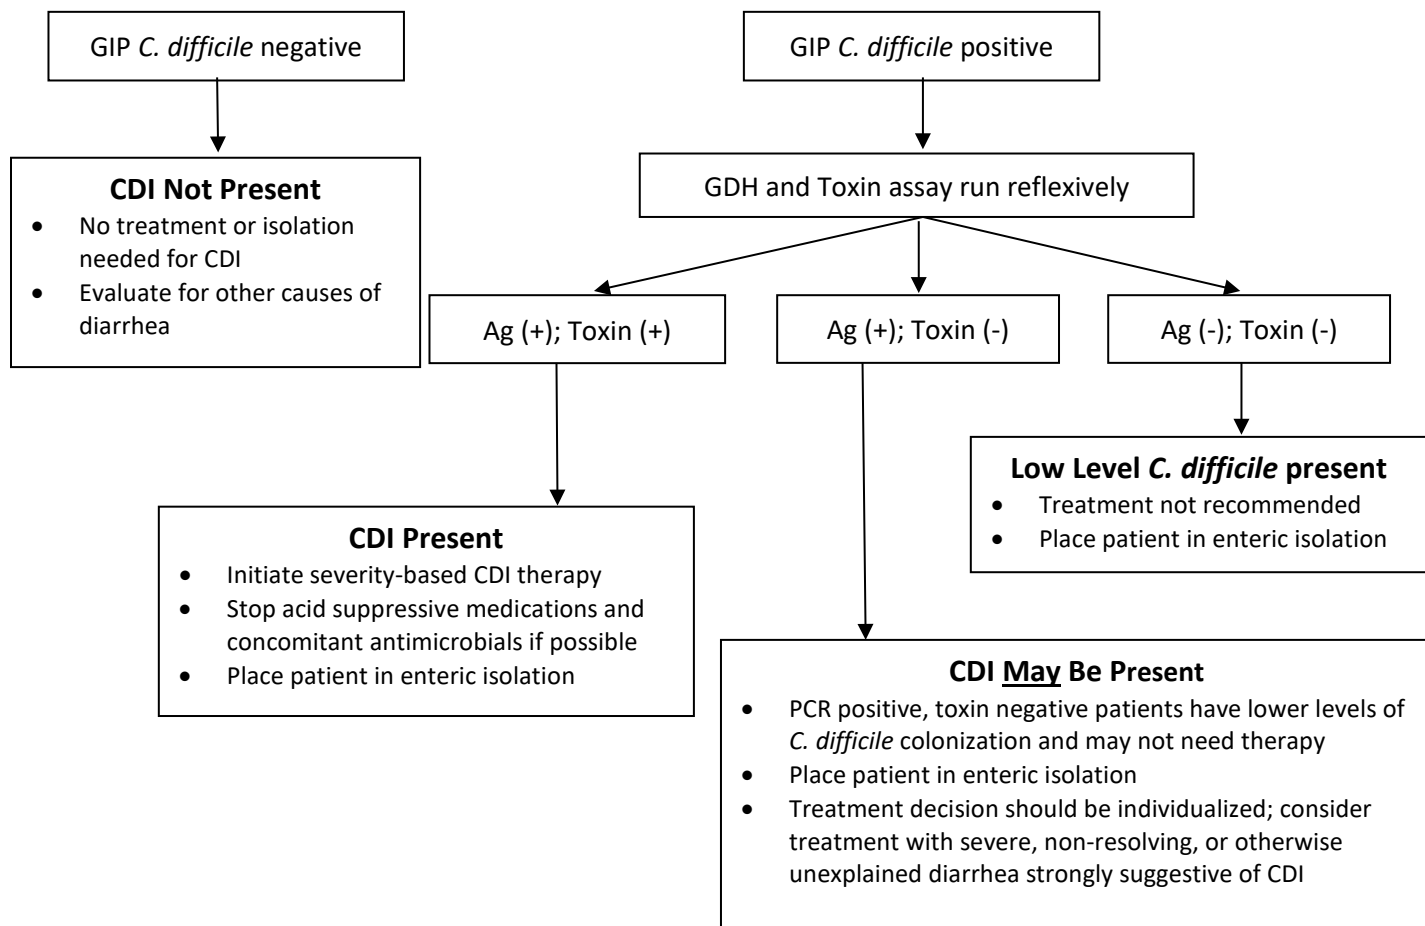 GIP C. difficile negative
GIP C. difficile positive
CDI Not Present
• No treatment or isolation
needed for CDI
• Evaluate for other causes of
diarrhea
GDH and Toxin assay run reflexively
Ag (+); Toxin (+)
Ag (+); Toxin (-)
Ag (-); Toxin (-)
CDI Present
• Initiate severity-based CDI therapy
• Stop acid suppressive medications and
concomitant antimicrobials if possible
• Place patient in enteric isolation
Low Level C. difficile present
• Treatment not recommended
• Place patient in enteric isolation
CDI May Be Present
• PCR positive, toxin negative patients have lower levels of
C. difficile colonization and may not need therapy
• Place patient in enteric isolation
• Treatment decision should be individualized; consider
treatment with severe, non-resolving, or otherwise
unexplained diarrhea strongly suggestive of CDI